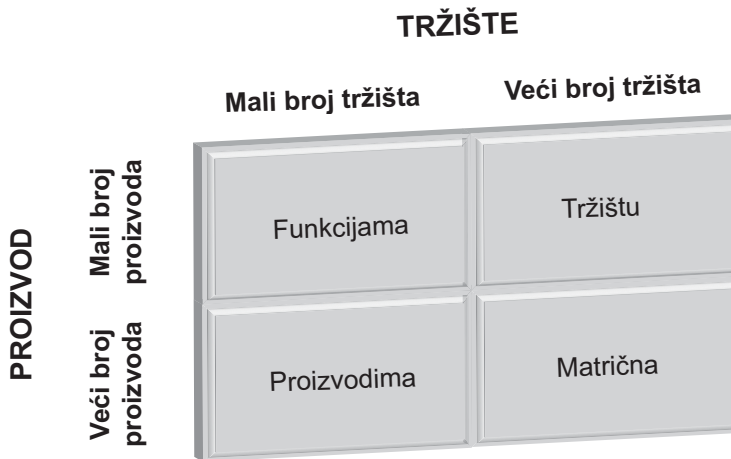 TRŽIŠTE
Mali broj tržišta
Veći broj tržišta
PROIZVOD
Mali broj
proizvoda
Funkcijama
Tržištu
Veći broj
proizvoda
Proizvodima
Matrična